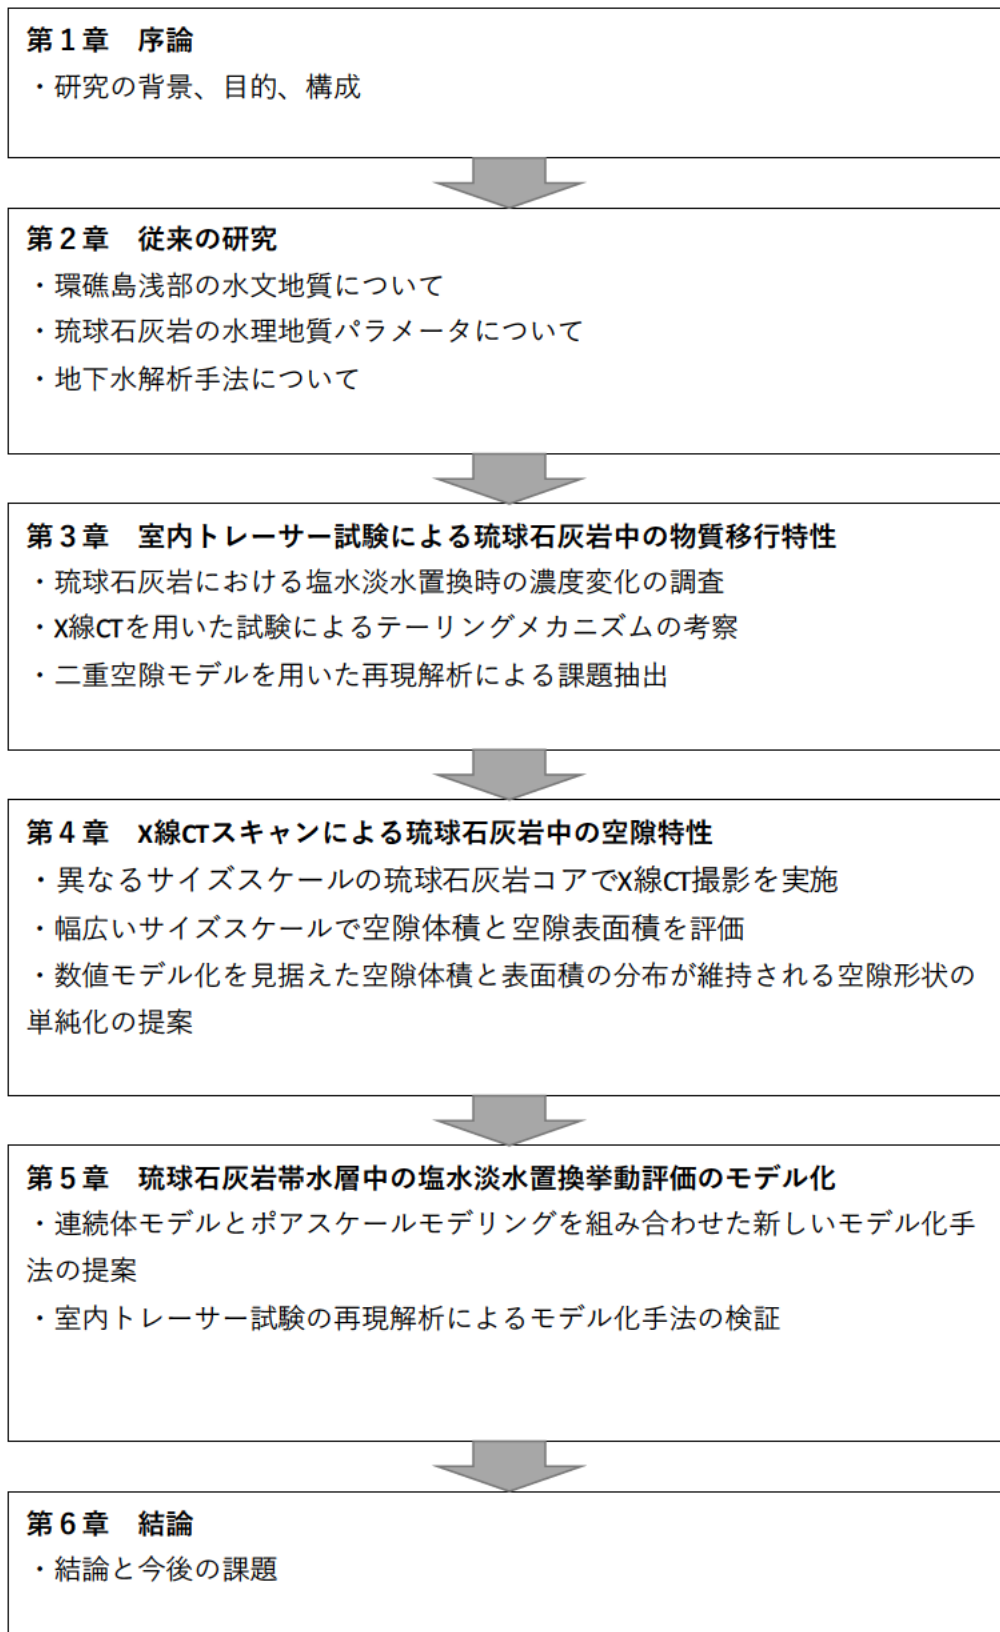 第1章　序論
・研究の背景、目的、構成
第2章　従来の研究
・環礁島浅部の水文地質について
・琉球石灰岩の水理地質パラメータについて
・地下水解析手法について
第3章　室内トレーサー試験による琉球石灰岩中の物質移行特性
・琉球石灰岩における塩水淡水置換時の濃度変化の調査
・X線CTを用いた試験によるテーリングメカニズムの考察
・二重空隙モデルを用いた再現解析による課題抽出
第4章　X線CTスキャンによる琉球石灰岩中の空隙特性
・異なるサイズスケールの琉球石灰岩コアでX線CT撮影を実施
・幅広いサイズスケールで空隙体積と空隙表面積を評価
・数値モデル化を見据えた空隙体積と表面積の分布が維持される空隙形状の
単純化の提案
第5章　琉球石灰岩帯水層中の塩水淡水置換挙動評価のモデル化
・連続体モデルとポアスケールモデリングを組み合わせた新しいモデル化手
法の提案
・室内トレーサー試験の再現解析によるモデル化手法の検証
第6章　結論
・結論と今後の課題